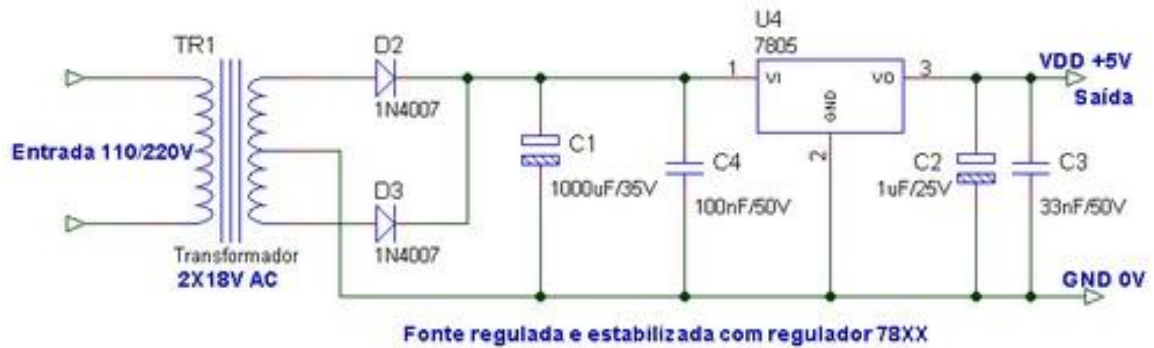 TR1
D2
1N4007
U4
7805
1
VI
VO
GND
2
3
VDD +5V
Saída
Entrada 110/220V
C1
1000uF/35V
C4
100nF/50V
C2
1uF/25V
C3
33nF/50V
D3
1N4007
Transformador
2X18V AC
GND 0V
Fonte regulada e estabilizada com regulador 78XX